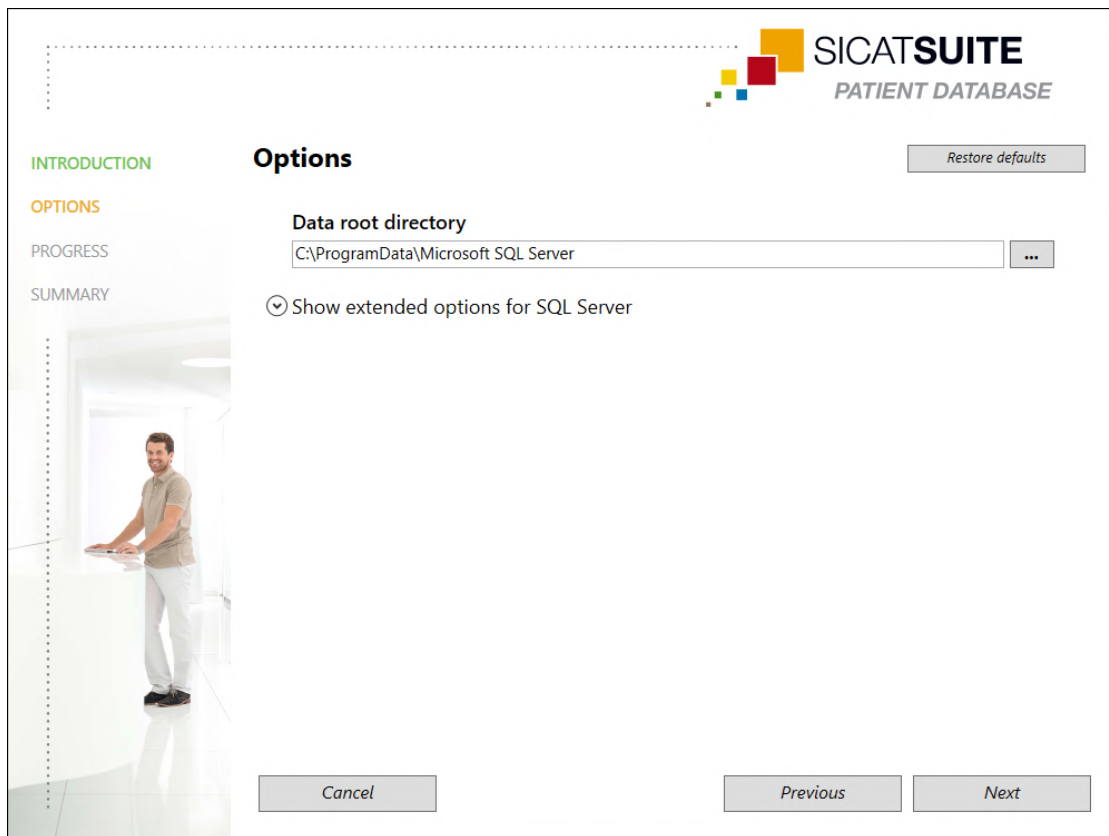 SICATSUITE
PATIENT DATABASE
INTRODUCTION
OPTIONS
PROGRESS
SUMMARY
Options
Restore defaults
Data root directory
C:\ProgramData\Microsoft SQL Server
...
Show extended options for SQL Server
Cancel
Previous
Next